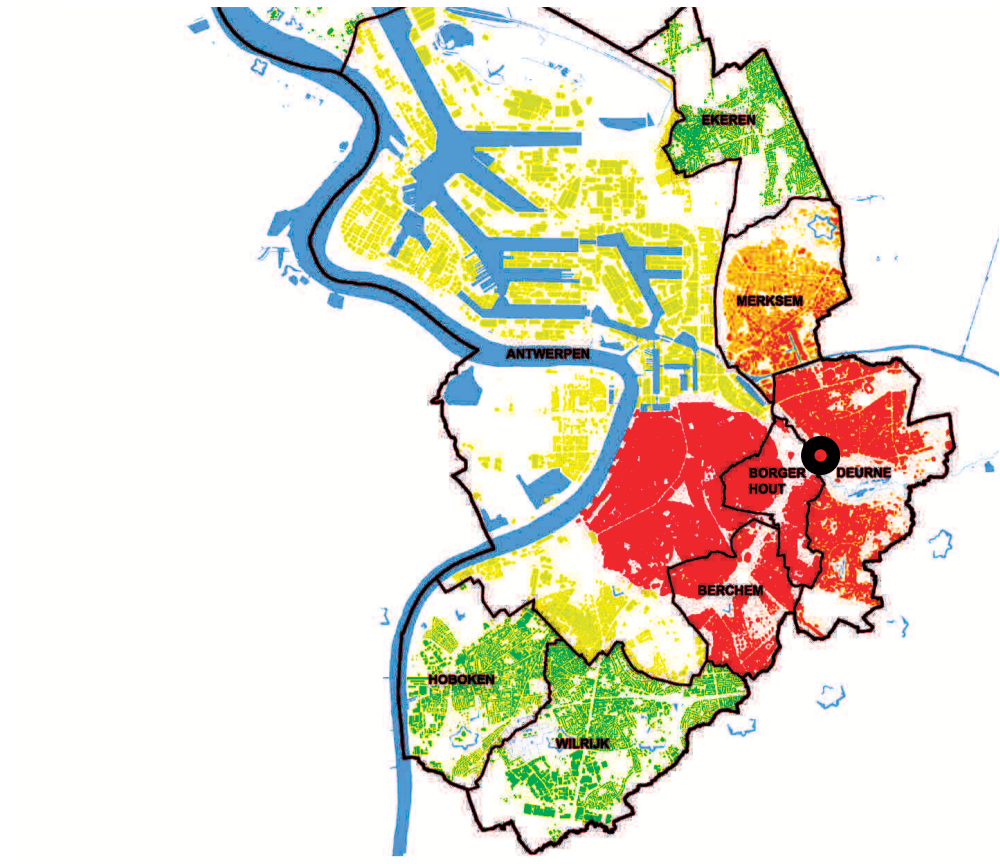 EKEREN
MERKSEM
ANTWERPEN
BORGER
HOUT
DEURNE
BERCHEM
HOBOKEN
WILRIJK